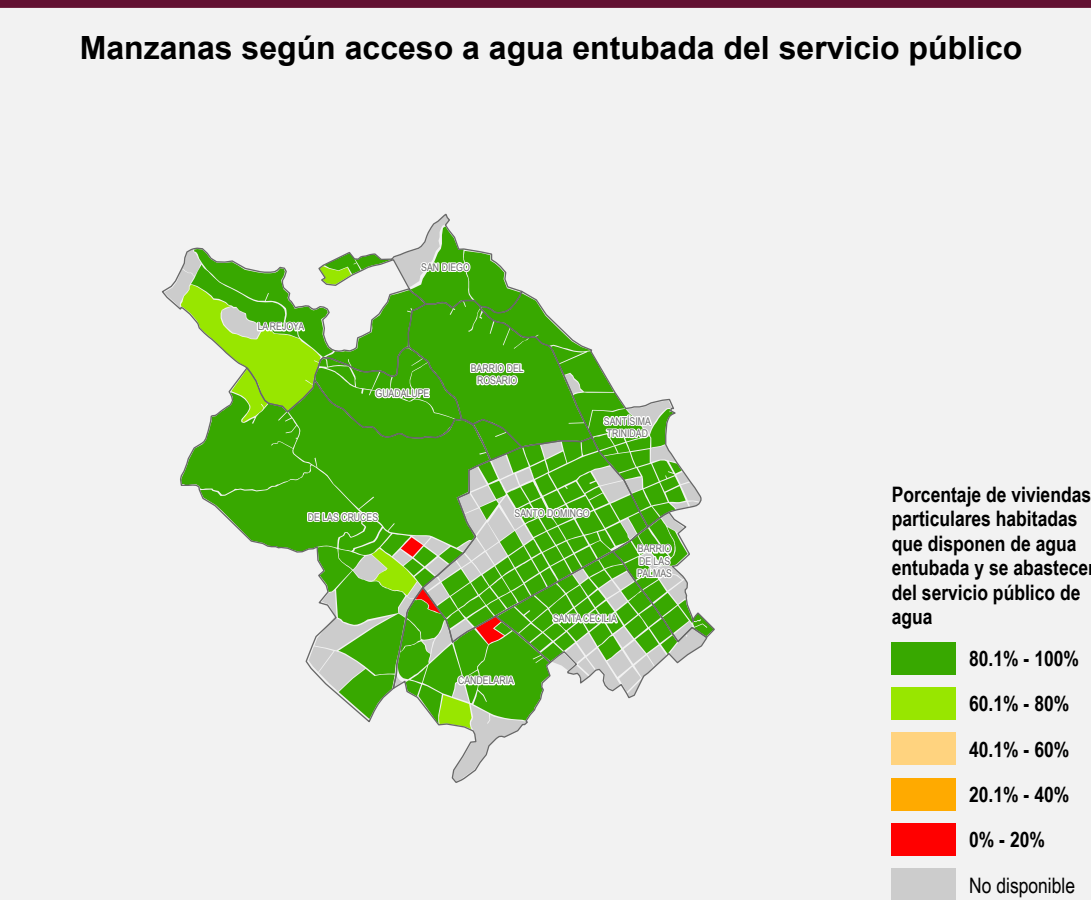 Manzanas según acceso a agua entubada del servicio público
SAN DIEGO
LA REJOYA
BARRIO DEL
ROSARIO
GUADALUPE
SANTÍSIMA
TRINIDAD
DE LAS CRUCES
SANTO DOMINGO
BARRIO
DE LAS
PALMAS
SANTA CECILIA
CANDELARIA
Porcentaje de viviendas
particulares habitadas
que disponen de agua
entubada y se abastecen
del servicio público de
agua
80.1% - 100%
60.1% - 80%
40.1% - 60%
20.1% - 40%
0% - 20%
No disponible